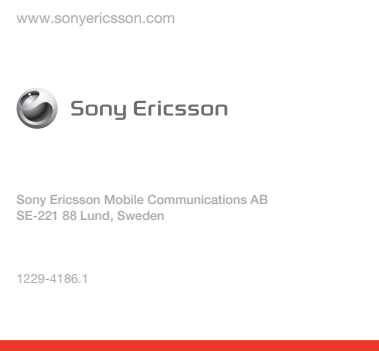 www.sonyericsson.com
Sony Ericsson
Sony Ericsson Mobile Communications AB
SE-221 88 Lund, Sweden
1229-4186.1